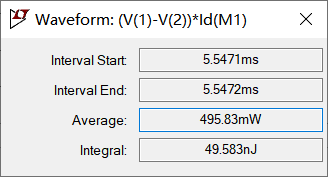 Waveform: (V(1)-V(2))*Id(M1)
Interval Start: 5.5471ms
Interval End: 5.5472ms
Average: 495.83mW
Integral: 49.583nJ